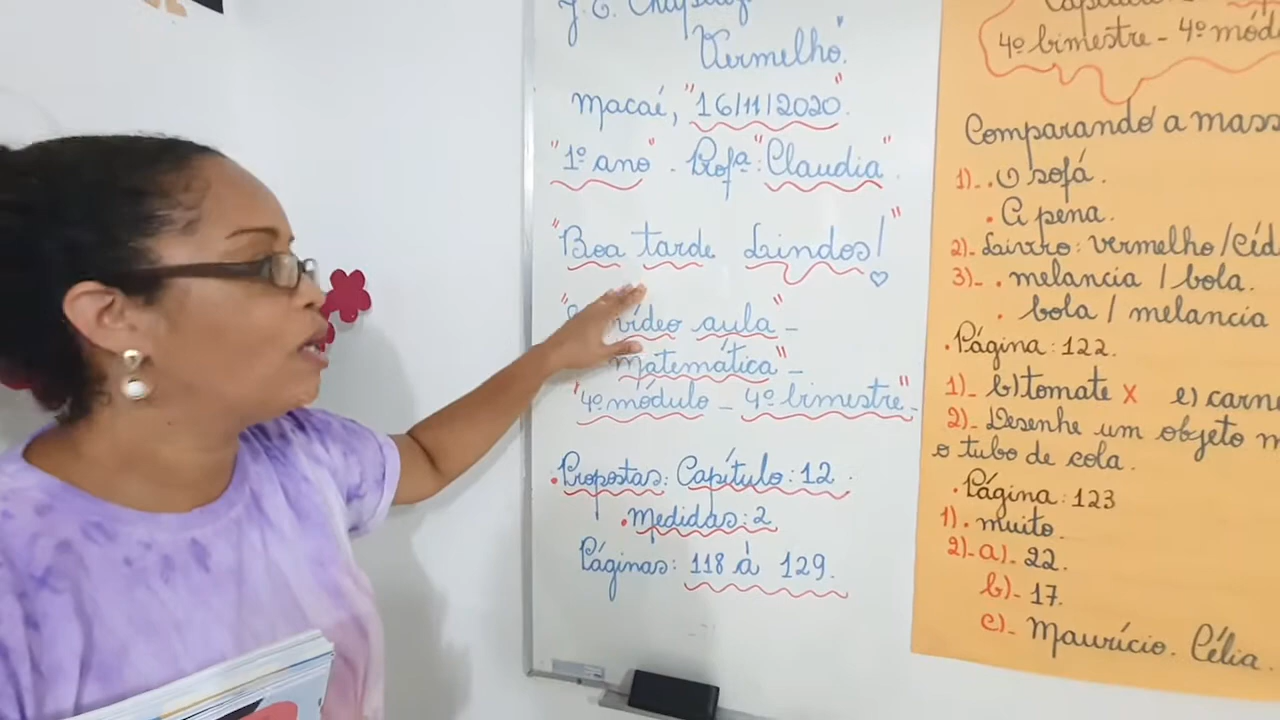 J. E. Chapéuz
Vermelho".
Macaé, "16/11/2020".
"1º ano". Profª: "Claudia".
"Boa tarde Lindos!"
vídeo aula" -
matemática" -
"4º módulo - 4º bimestre" -
. Propostas: Capítulo: 12.
. Medidas: 2
Páginas: 118 à 129.
4º bimestre - 4º mód
Comparando a mass
1)- . O sofá.
. A pena.
2)- Livro: vermelho / Céd
3)- . melancia / bola.
. bola / melancia
. Página: 122.
1)- b) tomate x e) carne
2)- Desenhe um objeto m
o tubo de cola.
. Página: 123
1). muito.
2)- a)- 22.
b)- 17.
c)- Maurício. Célia.